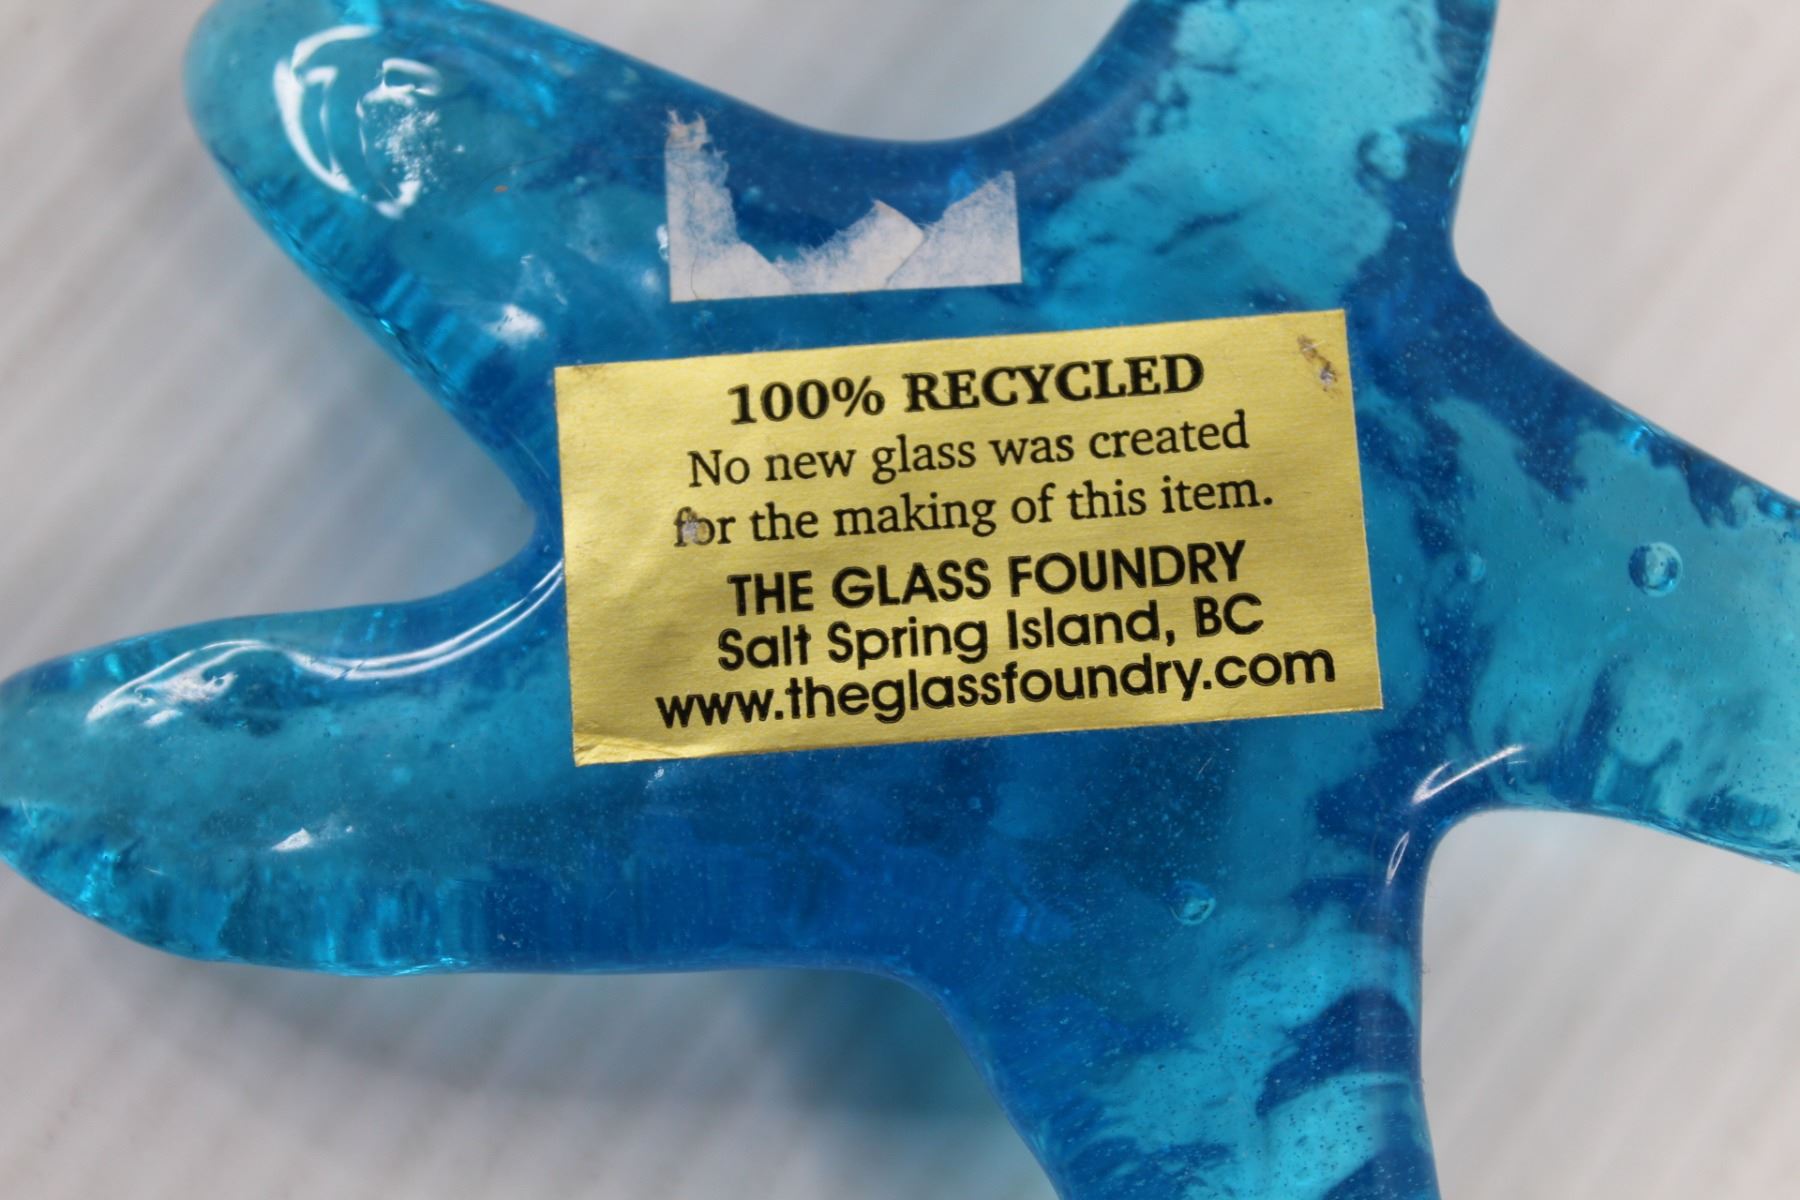 100% RECYCLED
No new glass was created
for the making of this item.
THE GLASS FOUNDRY
Salt Spring Island, BC
www.theglassfoundry.com